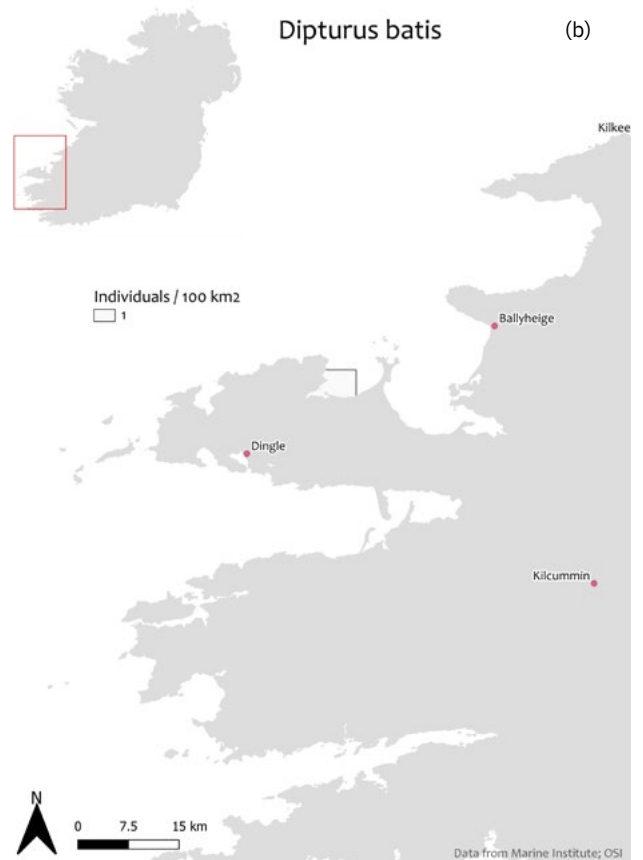 Dipturus batis
(b)
Kilkee
Individuals / 100 km2
1
Ballyheige
Dingle
Kilcummin
N
0 7.5 15 km
Data from Marine Institute; OSI